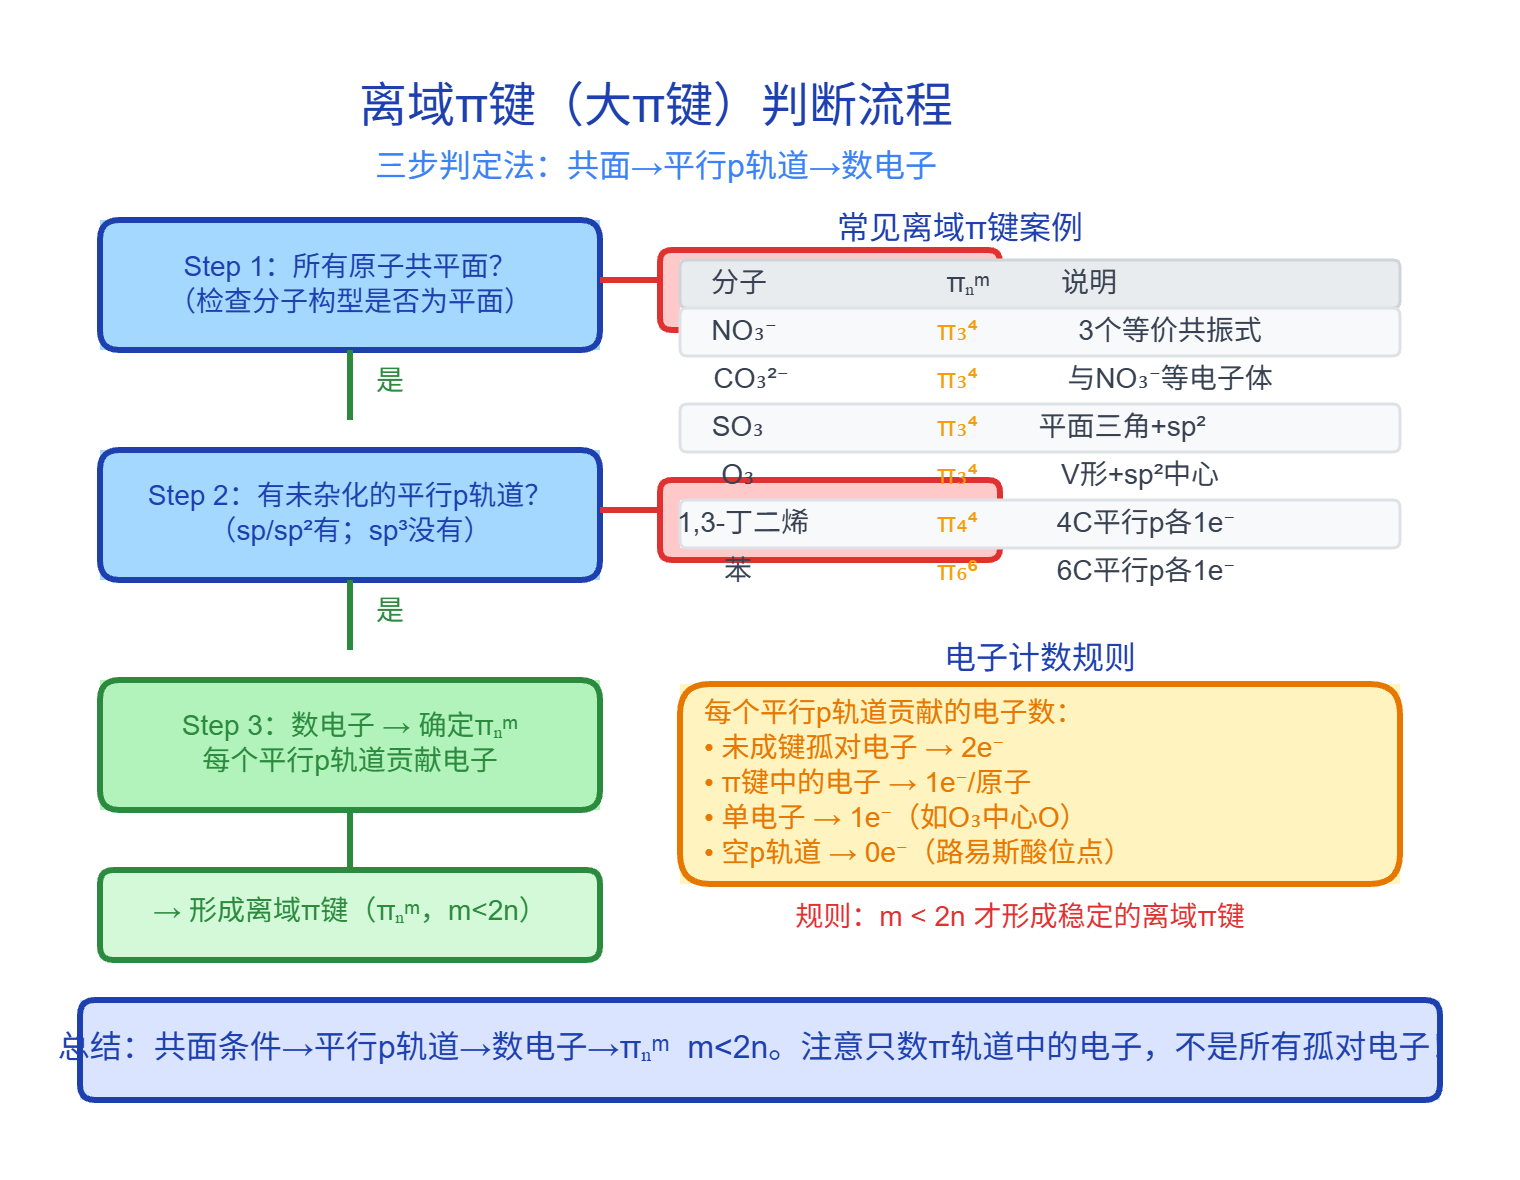 离域π键（大π键）判断流程
三步判定法：共面→平行p轨道→数电子
Step 1：所有原子共平面？
（检查分子构型是否为平面）
是
Step 2：有未杂化的平行p轨道？
（sp/sp²有；sp³没有）
是
Step 3：数电子 → 确定πₙᵐ
每个平行p轨道贡献电子
→ 形成离域π键（πₙᵐ，m<2n）
常见离域π键案例
分子 πₙᵐ 说明
NO₃⁻ π₃⁴ 3个等价共振式
CO₃²⁻ π₃⁴ 与NO₃⁻等电子体
SO₃ π₃⁴ 平面三角+sp²
O₃ π₃⁴ V形+sp²中心
1,3-丁二烯 π₄⁴ 4C平行p各1e⁻
苯 π₆⁶ 6C平行p各1e⁻
电子计数规则
每个平行p轨道贡献的电子数：
• 未成键孤对电子 → 2e⁻
• π键中的电子 → 1e⁻/原子
• 单电子 → 1e⁻（如O₃中心O）
• 空p轨道 → 0e⁻（路易斯酸位点）
规则：m < 2n 才形成稳定的离域π键
总结：共面条件→平行p轨道→数电子→πₙᵐ m<2n。注意只数π轨道中的电子，不是所有孤对电子！